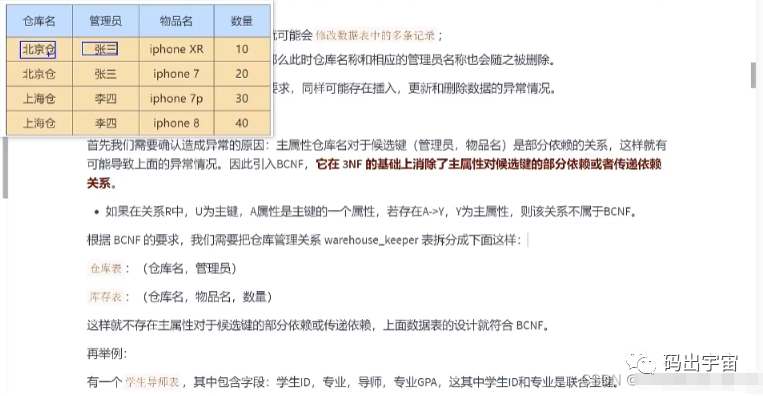 仓库名 管理员 物品名 数量
北京仓 张三 iphone XR 10
北京仓 张三 iphone 7 20
上海仓 李四 iphone 7p 30
上海仓 李四 iphone 8 40
可能会 修改数据表中的多条记录；
么此时仓库名称和相应的管理员名称也会随之被删除。
要求，同样可能存在插入，更新和删除数据的异常情况。
首先我们需要确认造成异常的原因：主属性仓库名对于候选键（管理员，物品名）是部分依赖的关系，这样就有
可能导致上面的异常情况。因此引入BCNF，它在 3NF 的基础上消除了主属性对候选键的部分依赖或者传递依赖
关系。
• 如果在关系R中，U为主键，A属性是主键的一个属性，若存在A->Y，Y为主属性，则该关系不属于BCNF。
根据 BCNF 的要求，我们需要把仓库管理关系 warehouse_keeper 表拆分成下面这样：
仓库表：（仓库名，管理员）
库存表：（仓库名，物品名，数量）
这样就不存在主属性对于候选键的部分依赖或传递依赖，上面数据表的设计就符合 BCNF。
再举例：
有一个 学生导师表，其中包含字段：学生ID，专业，导师，专业GPA，这其中学生ID和专业是联合主键。
码出宇宙